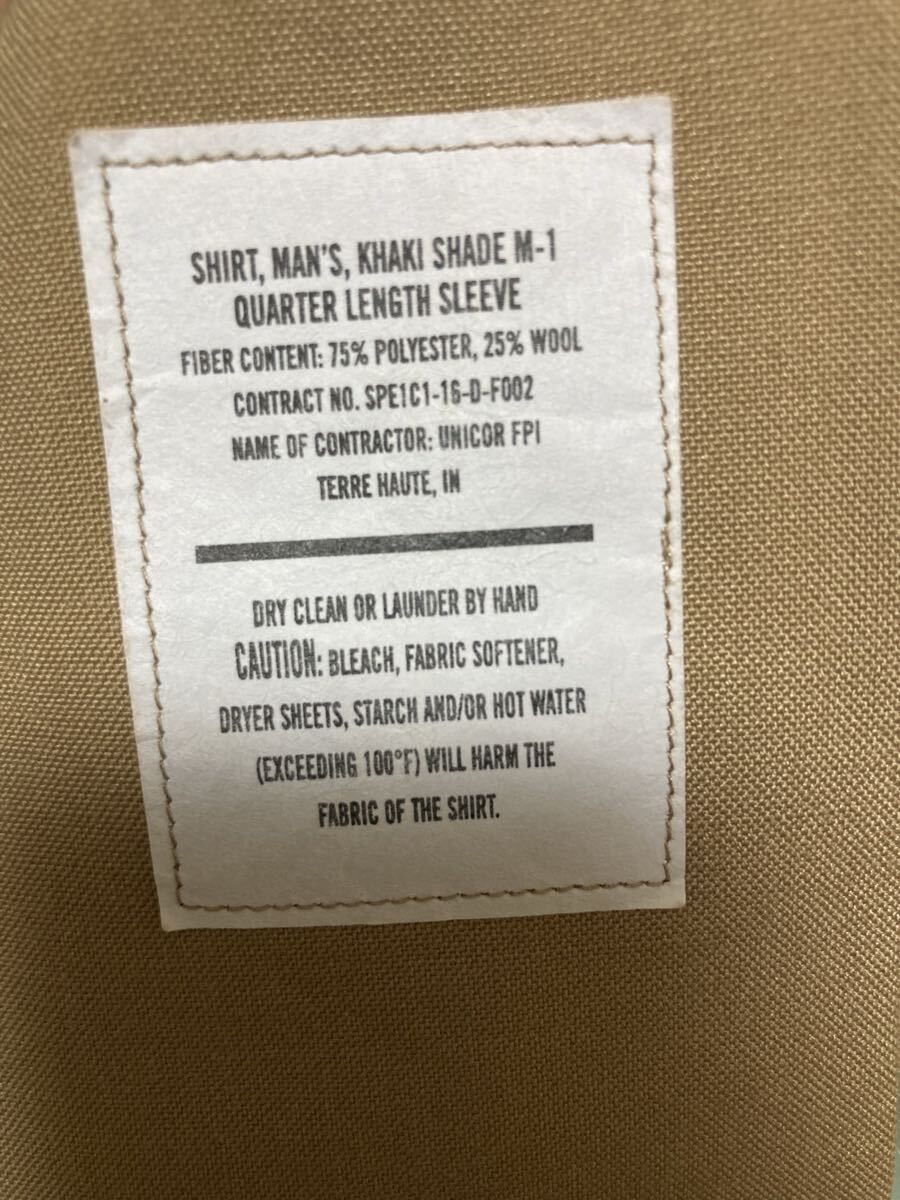 SHIRT, MAN'S, KHAKI SHADE M-1
QUARTER LENGTH SLEEVE
FIBER CONTENT: 75% POLYESTER, 25% WOOL
CONTRACT NO. SPE1C1-16-D-F002
NAME OF CONTRACTOR: UNICOR FPI
TERRE HAUTE, IN
DRY CLEAN OR LAUNDER BY HAND
CAUTION: BLEACH, FABRIC SOFTENER,
DRYER SHEETS, STARCH AND/OR HOT WATER
(EXCEEDING 100°F) WILL HARM THE
FABRIC OF THE SHIRT.